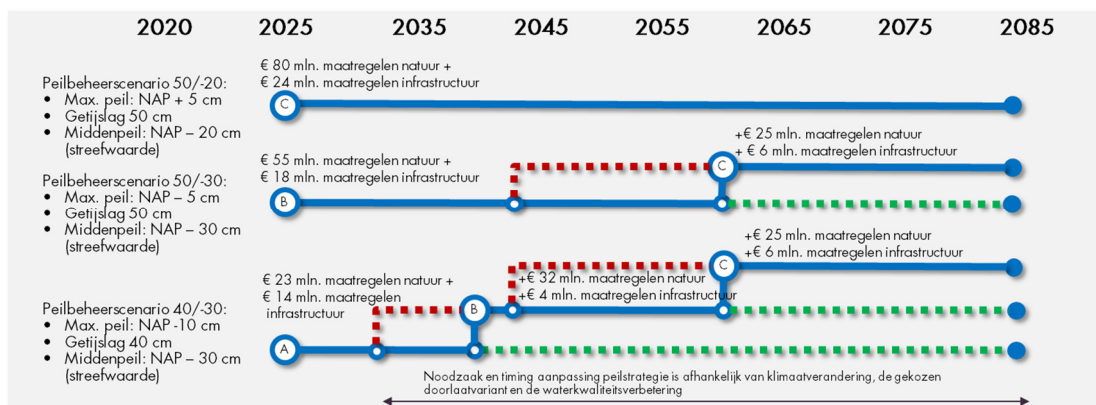 2020 2025 2035 2045 2055 2065 2075 2085
€ 80 mln. maatregelen natuur +
€ 24 mln. maatregelen infrastructuur
Peilbeheerscenario 50/-20:
• Max. peil: NAP + 5 cm
• Getijslag 50 cm
• Middenpeil: NAP – 20 cm
(streefwaarde)
C
+€ 25 mln. maatregelen natuur
+ € 6 mln. maatregelen infrastructuur
C
€ 55 mln. maatregelen natuur +
€ 18 mln. maatregelen infrastructuur
Peilbeheerscenario 50/-30:
• Max. peil: NAP – 5 cm
• Getijslag 50 cm
• Middenpeil: NAP – 30 cm
(streefwaarde)
B
+€ 25 mln. maatregelen natuur
+€ 6 mln. maatregelen infrastructuur
C
€ 23 mln. maatregelen natuur +
€ 14 mln. maatregelen
infrastructuur
+€ 32 mln. maatregelen natuur
+€ 4 mln. maatregelen infrastructuur
B
Peilbeheerscenario 40/-30:
• Max. peil: NAP -10 cm
• Getijslag 40 cm
• Middenpeil: NAP – 30 cm
(streefwaarde)
A
Noodzaak en timing aanpassing peilstrategie is afhankelijk van klimaatverandering, de gekozen
doorlaatvariant en de waterkwaliteitsverbetering